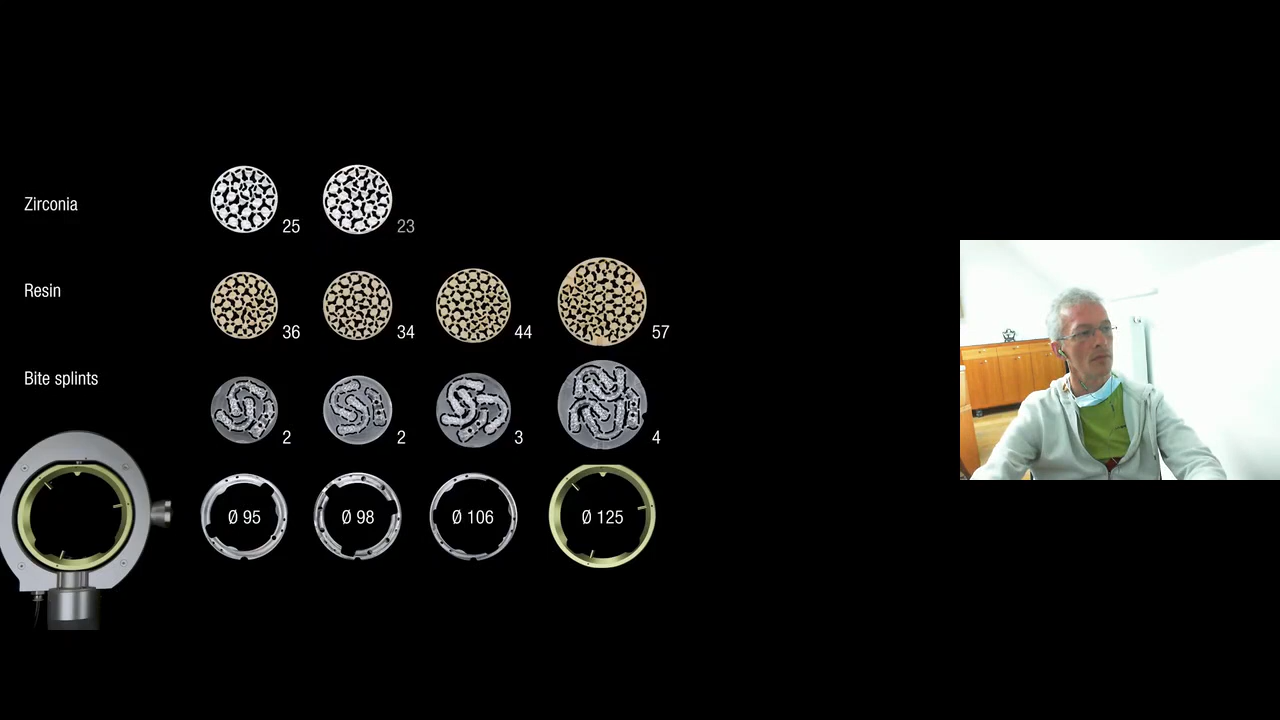 Zirconia
25 23
Resin
36 34 44 57
Bite splints
2 2 3 4
Ø 95 Ø 98 Ø 106 Ø 125